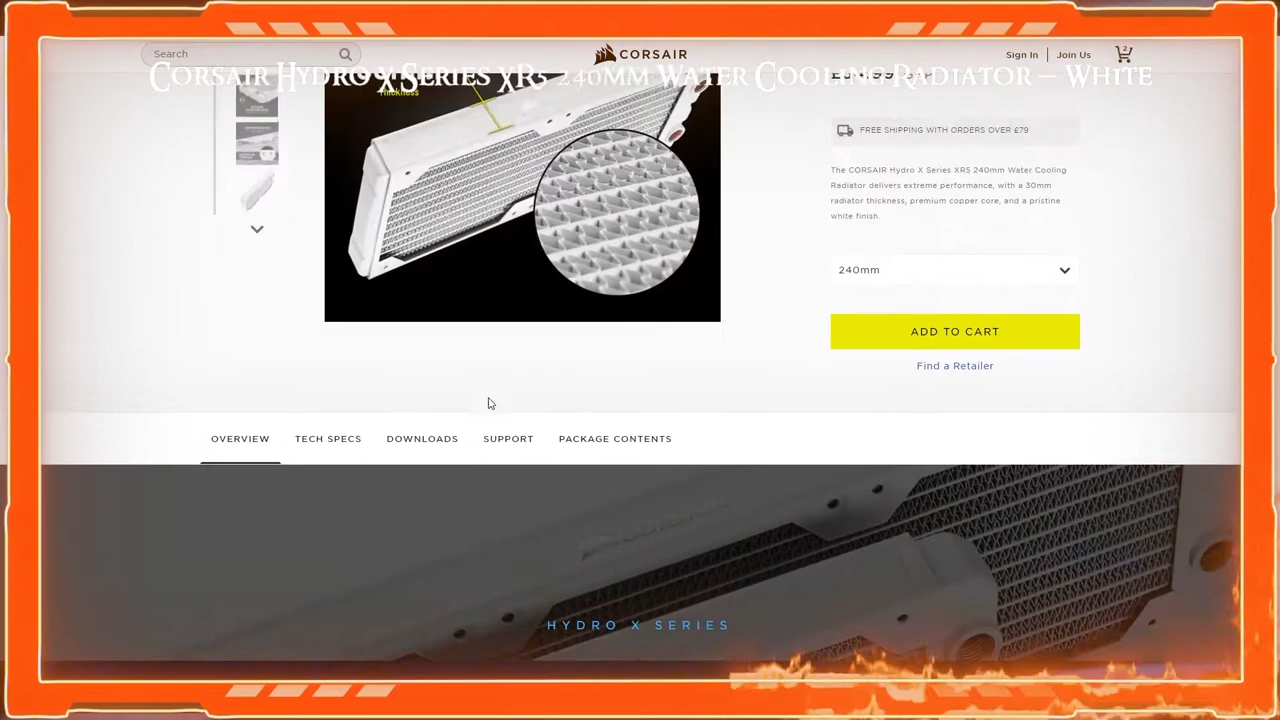 Search
CORSAIR
Sign In
Join Us
2
Corsair Hydro X Series XR5 240mm Water Cooling Radiator – White
Thickness
FREE SHIPPING WITH ORDERS OVER £79
The CORSAIR Hydro X Series XR5 240mm Water Cooling
Radiator delivers extreme performance, with a 30mm
radiator thickness, premium copper core, and a pristine
white finish.
240mm
ADD TO CART
Find a Retailer
OVERVIEW
TECH SPECS
DOWNLOADS
SUPPORT
PACKAGE CONTENTS
CORSAIR
HYDRO X SERIES